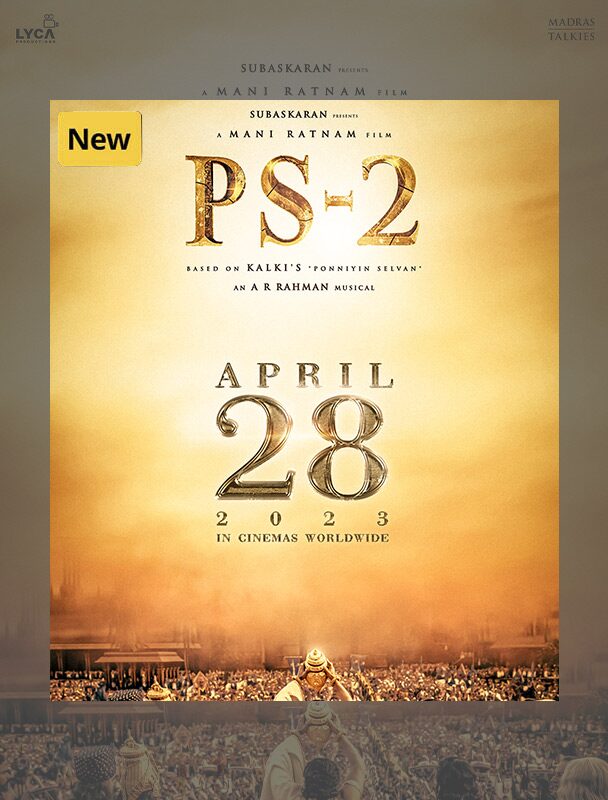 LYCA
PRODUCTIONS
MADRAS
TALKIES
SUBASKARAN PRESENTS
A MANI RATNAM FILM
New
SUBASKARAN PRESENTS
A MANI RATNAM FILM
PS-2
BASED ON KALKI'S "PONNIYIN SELVAN"
AN A R RAHMAN MUSICAL
APRIL
28
2023
IN CINEMAS WORLDWIDE